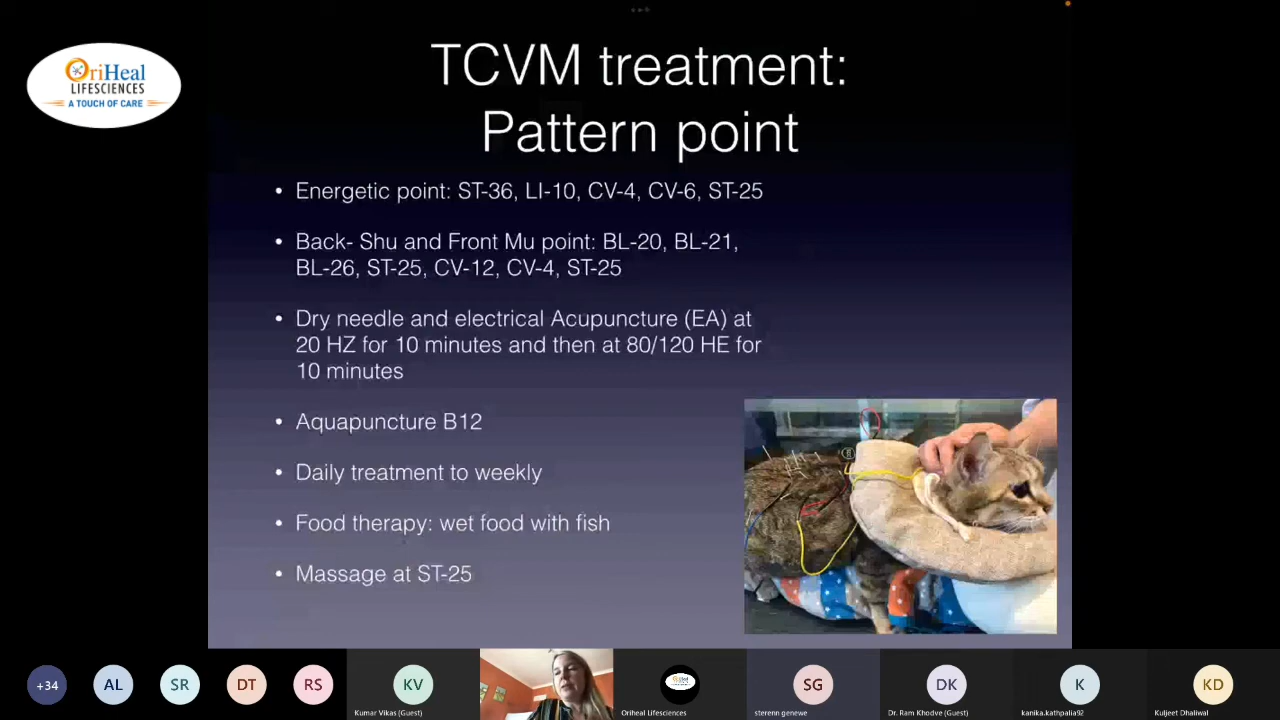 OriHeal
LIFESCIENCES
A TOUCH OF CARE
TCVM treatment:
Pattern point
• Energetic point: ST-36, LI-10, CV-4, CV-6, ST-25
• Back- Shu and Front Mu point: BL-20, BL-21,
BL-26, ST-25, CV-12, CV-4, ST-25
• Dry needle and electrical Acupuncture (EA) at
20 HZ for 10 minutes and then at 80/120 HE for
10 minutes
• Aquapuncture B12
• Daily treatment to weekly
• Food therapy: wet food with fish
• Massage at ST-25
+34
AL
SR
DT
RS
KV
SG
DK
K
KD
Kumar Vikas (Guest)
Oriheal Lifesciences
sterenn genewe
Dr. Ram Khodve (Guest)
kanika.kathpalia92
Kuljeet Dhaliwal